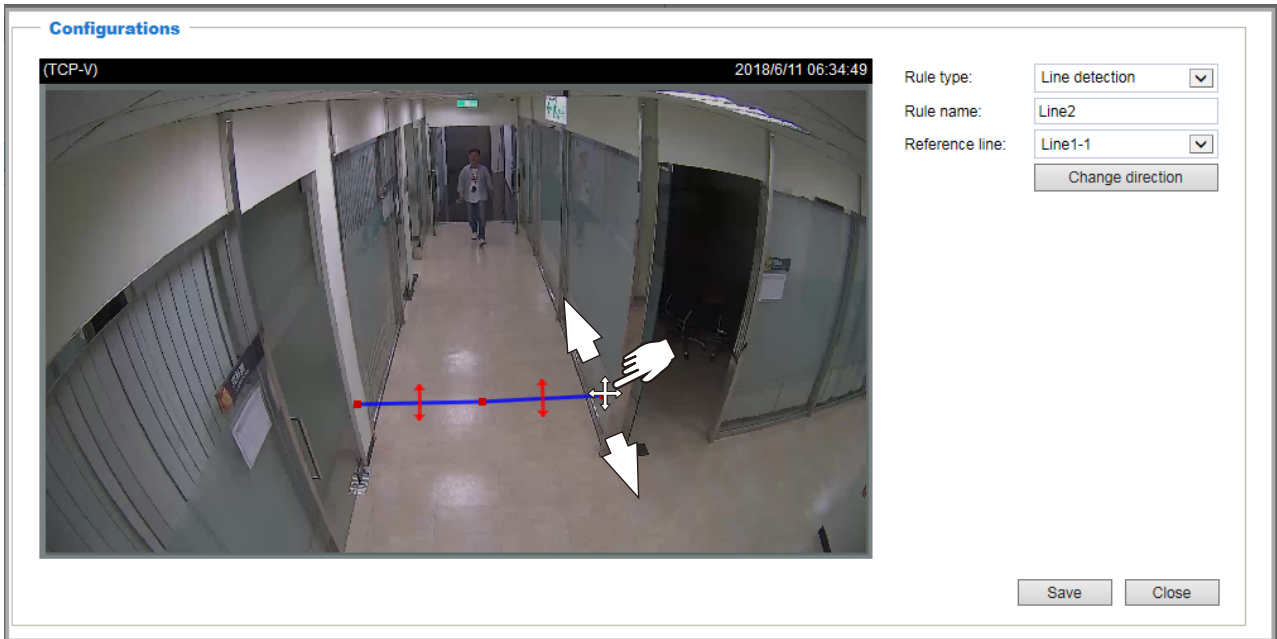 Configurations
(TCP-V) 2018/6/11 06:34:49
Rule type: Line detection
Rule name: Line2
Reference line: Line1-1
Change direction
Save Close